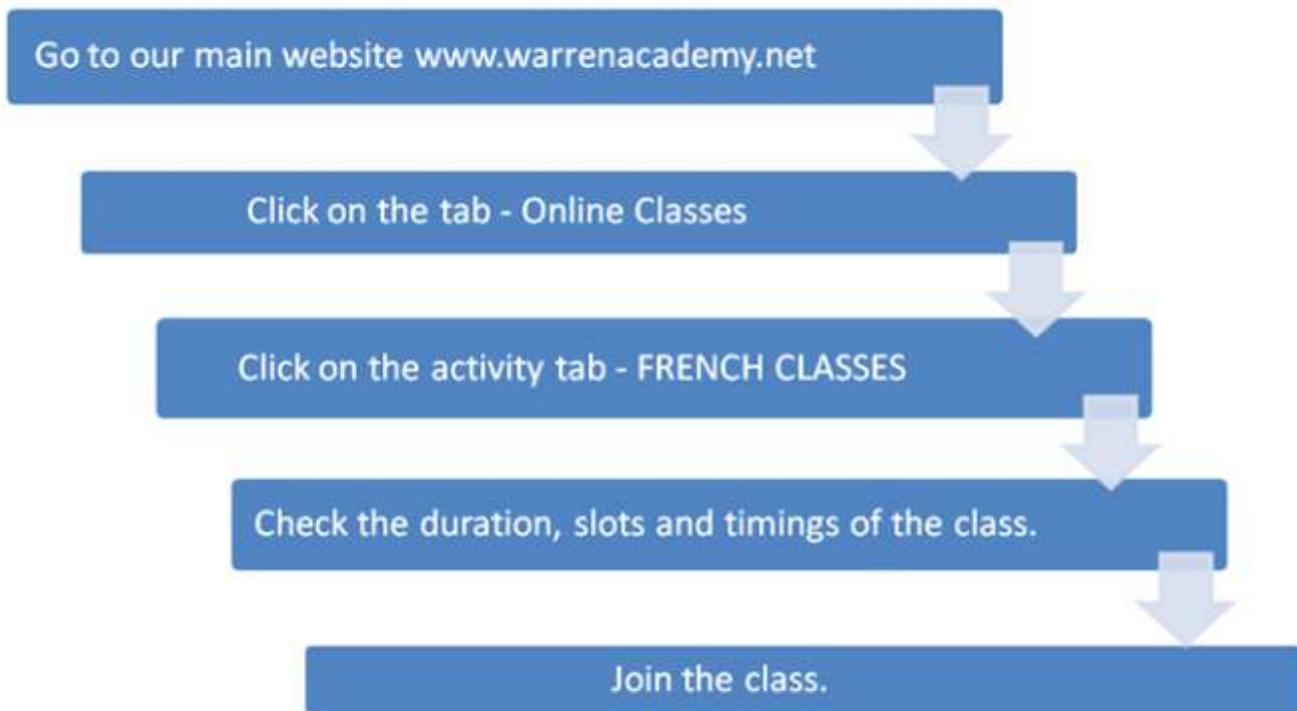 Go to our main website www.warrenacademy.net
Click on the tab - Online Classes
Click on the activity tab - FRENCH CLASSES
Check the duration, slots and timings of the class.
Join the class.